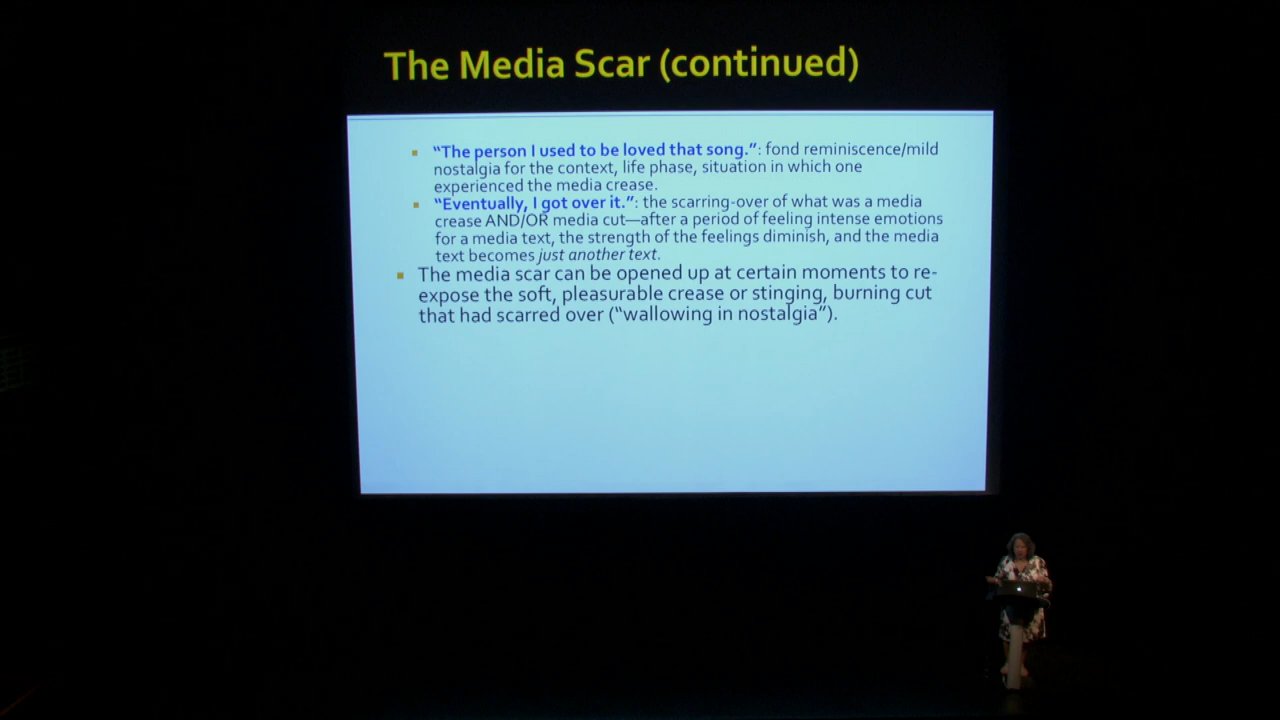 The Media Scar (continued)
“The person I used to be loved that song.”: fond reminiscence/mild
nostalgia for the context, life phase, situation in which one
experienced the media crease.
“Eventually, I got over it.”: the scarring-over of what was a media
crease AND/OR media cut—after a period of feeling intense emotions
for a media text, the strength of the feelings diminish, and the media
text becomes just another text.
The media scar can be opened up at certain moments to re-
expose the soft, pleasurable crease or stinging, burning cut
that had scarred over (“wallowing in nostalgia”).